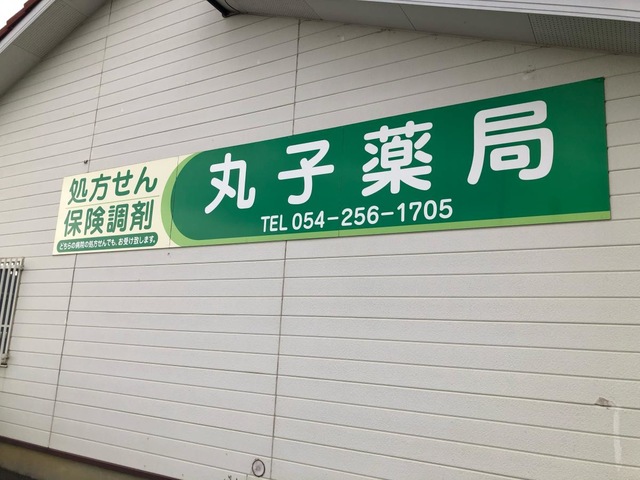 処方せん
保険調剤
どちらの病院の処方せんでも、お受け致します。
丸子薬局
TEL 054-256-1705